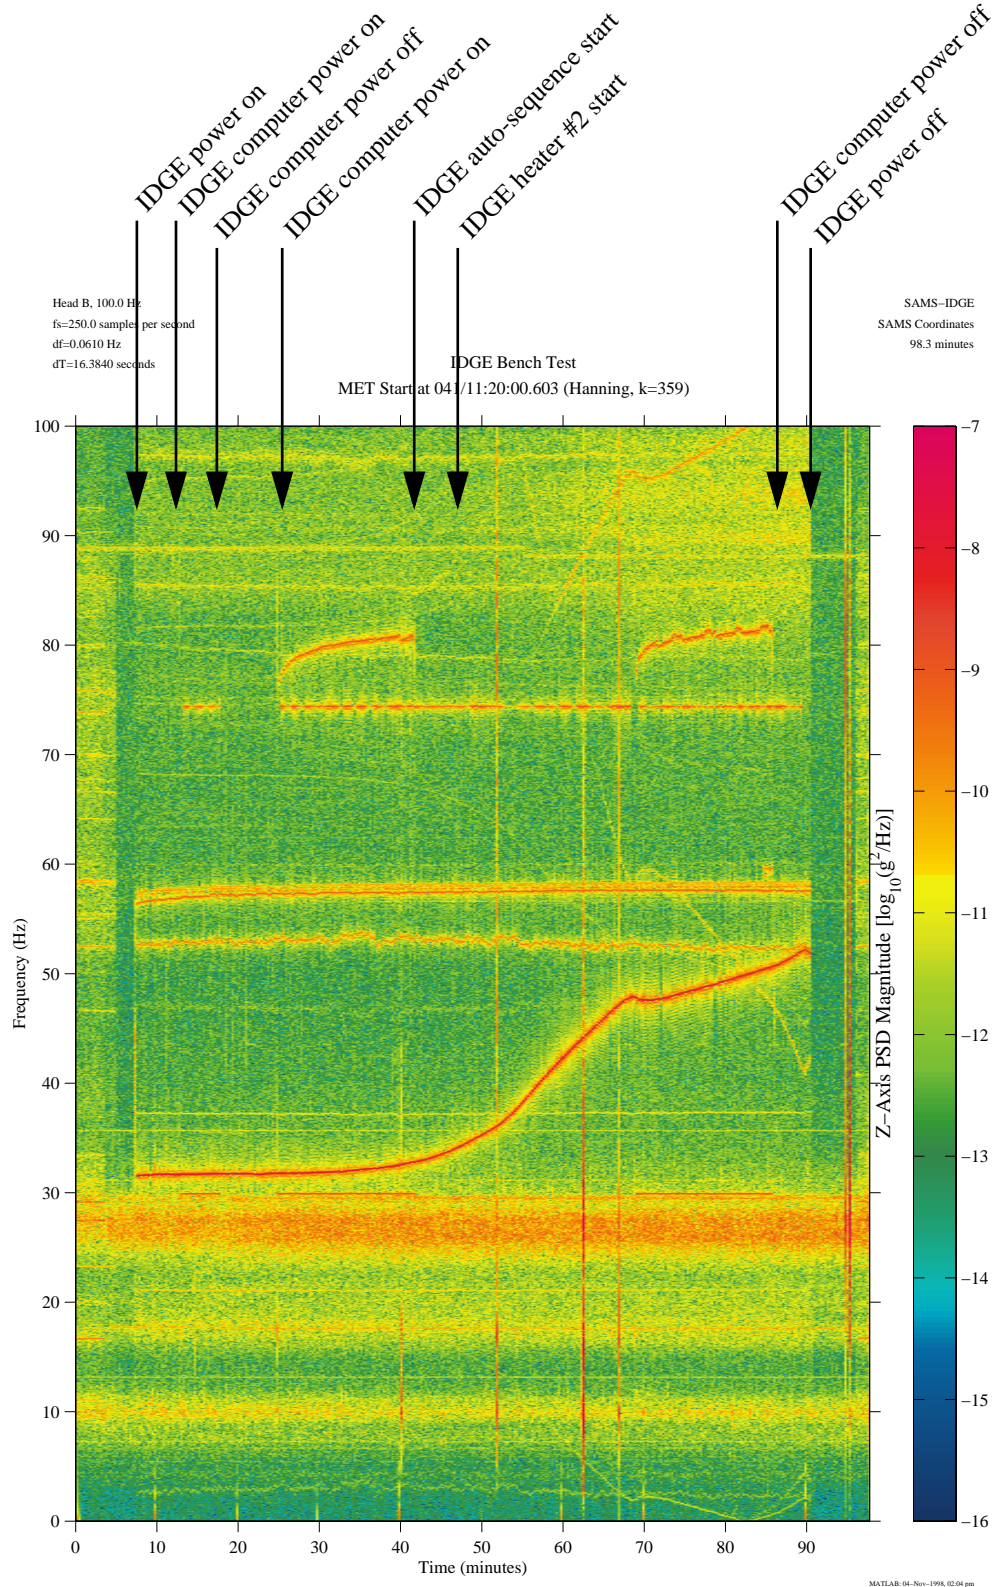 IDGE power on
IDGE computer power on
IDGE computer power off
IDGE computer power on
IDGE auto-sequence start
IDGE heater #2 start
IDGE computer power off
IDGE power off
Head B, 100.0 Hz
fs=250.0 samples per second
df=0.0610 Hz
dT=16.3840 seconds
SAMS-IDGE
SAMS Coordinates
98.3 minutes
IDGE Bench Test
MET Start at 041/11:20:00.603 (Hanning, k=359)
100
90
80
70
60
50
40
30
20
10
0
Frequency (Hz)
0 10 20 30 40 50 60 70 80 90
Time (minutes)
-7
-8
-9
-10
-11
-12
-13
-14
-15
-16
Z-Axis PSD Magnitude [log10(g2/Hz)]
MATLAB: 04-Nov-1998, 02:04 pm